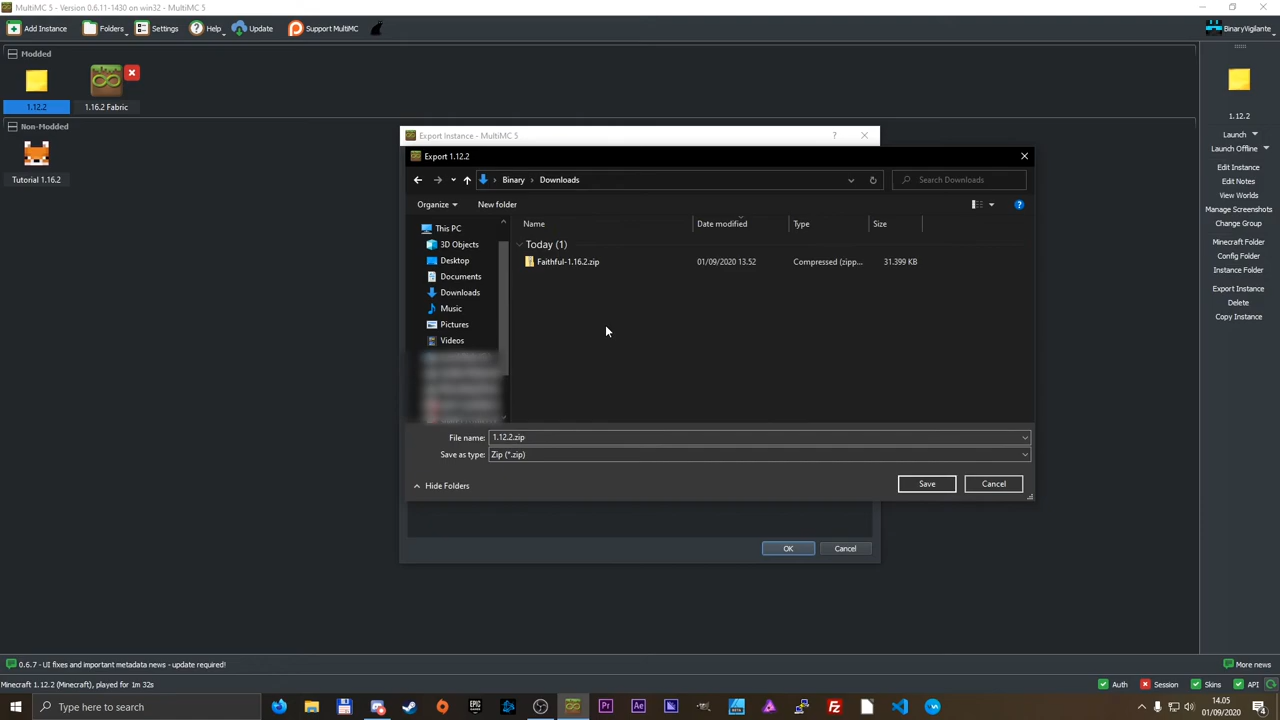 MultiMC 5 - Version 0.6.11-1430 on win32 - MultiMC 5
Add Instance Folders Settings Help Update Support MultiMC BinaryVigilante
Modded
1.12.2 1.16.2 Fabric
Non-Modded
Tutorial 1.16.2
Export Instance - MultiMC 5 ?
Export 1.12.2
Binary > Downloads Search Downloads
Organize New folder
This PC
3D Objects
Desktop
Documents
Downloads
Music
Pictures
Videos
Name Date modified Type Size
Today (1)
Faithful-1.16.2.zip 01/09/2020 13.52 Compressed (zipp... 31.399 KB
File name: 1.12.2.zip
Save as type: Zip (*.zip)
Hide Folders Save Cancel
OK Cancel
1.12.2
Launch
Launch Offline
Edit Instance
Edit Notes
View Worlds
Manage Screenshots
Change Group
Minecraft Folder
Config Folder
Instance Folder
Export Instance
Delete
Copy Instance
0.6.7 - UI fixes and important metadata news - update required! More news
Minecraft 1.12.2 (Minecraft), played for 1m 32s Auth Session Skins API
Type here to search
14.05
01/09/2020